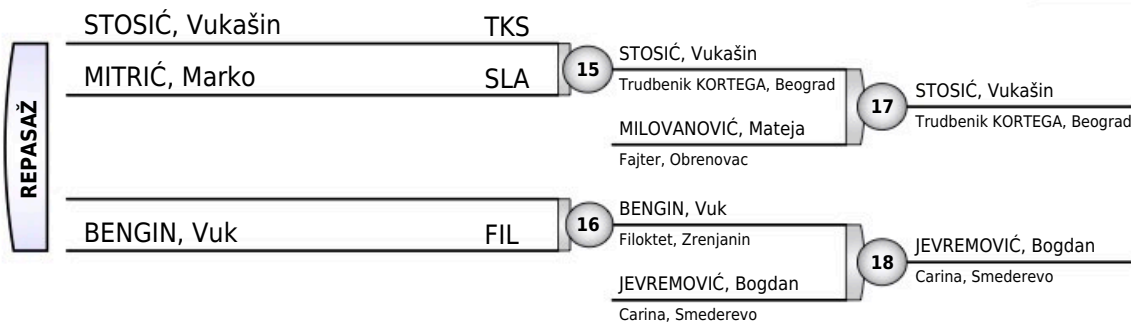 REPASAŽ
STOSIĆ, Vukašin TKS
MITRIĆ, Marko SLA
15
STOSIĆ, Vukašin
Trudbenik KORTEGA, Beograd
MILOVANOVIĆ, Mateja
Fajter, Obrenovac
17
STOSIĆ, Vukašin
Trudbenik KORTEGA, Beograd
BENGIN, Vuk FIL
16
BENGIN, Vuk
Filoktet, Zrenjanin
JEVREMOVIĆ, Bogdan
Carina, Smederevo
18
JEVREMOVIĆ, Bogdan
Carina, Smederevo